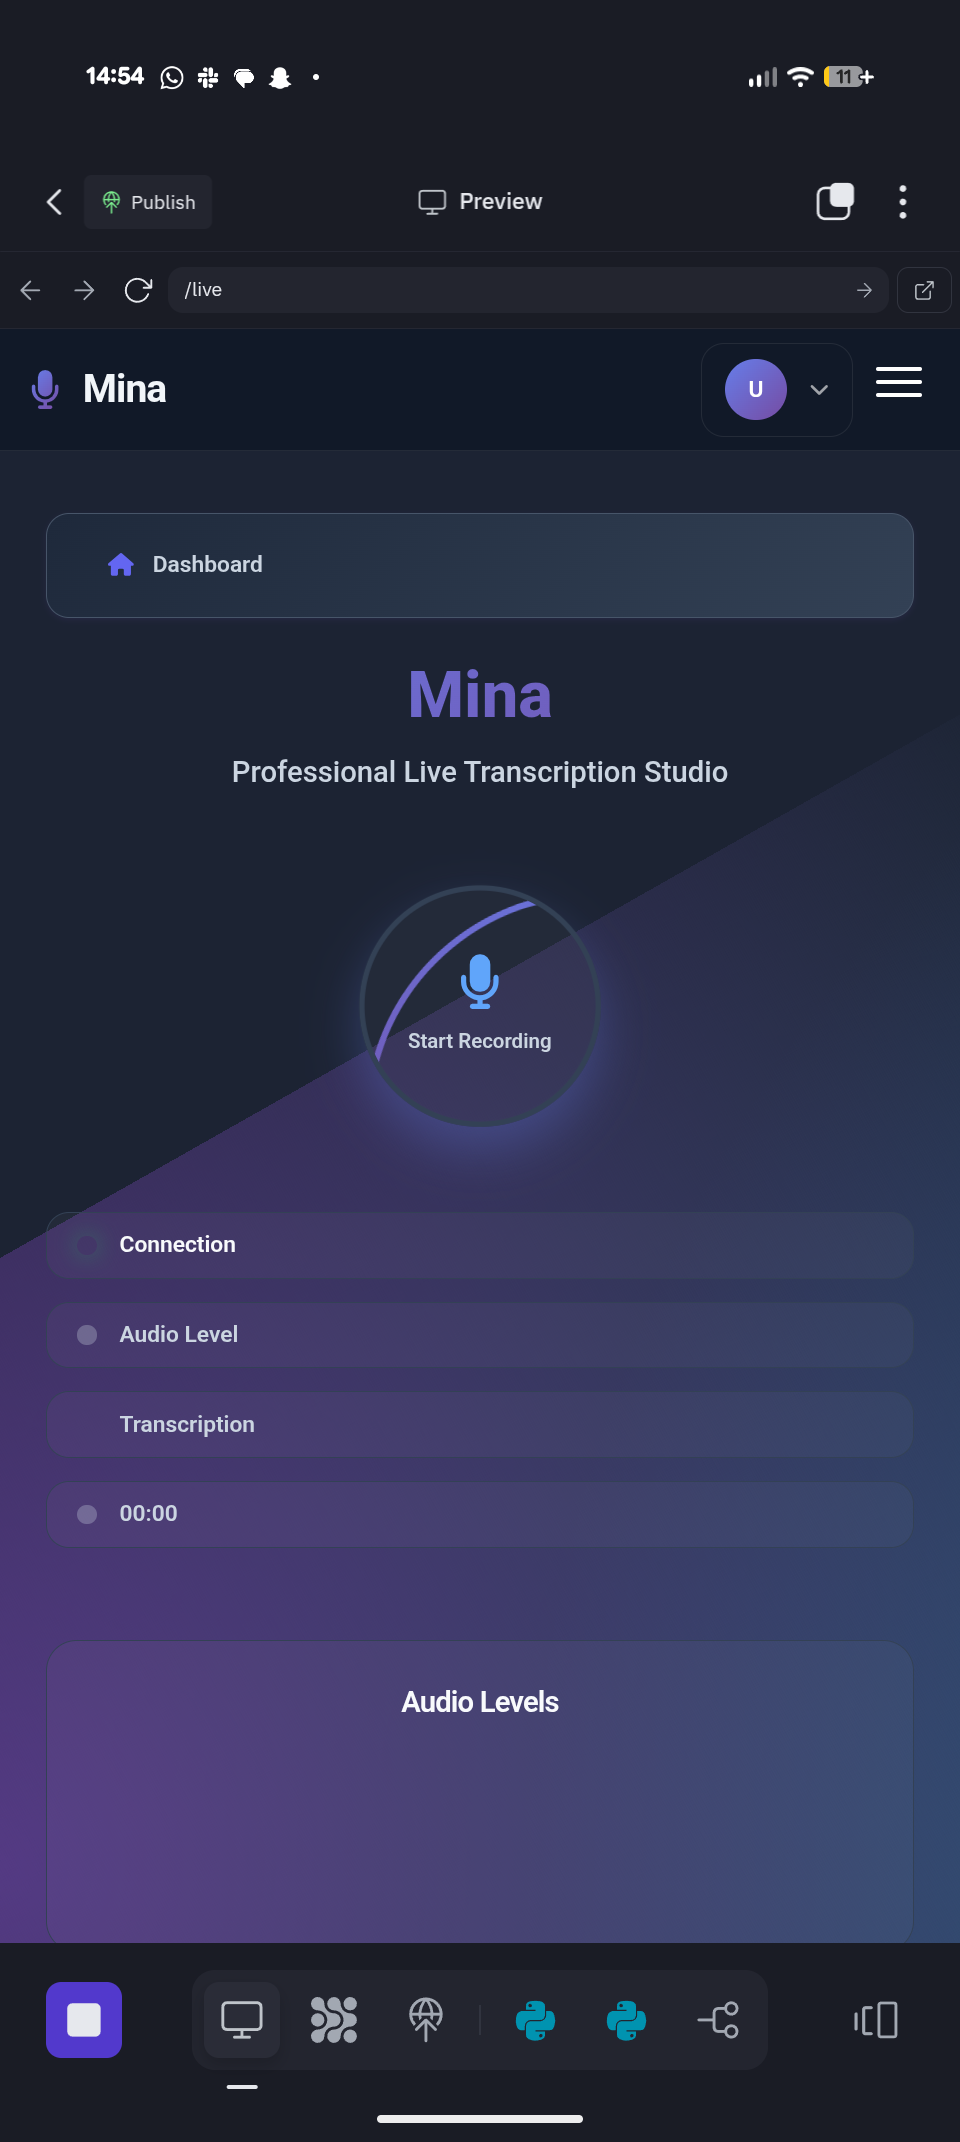 14:54
11+
Publish
Preview
/live
Mina
U
Dashboard
Mina
Professional Live Transcription Studio
Start Recording
Connection
Audio Level
Transcription
00:00
Audio Levels